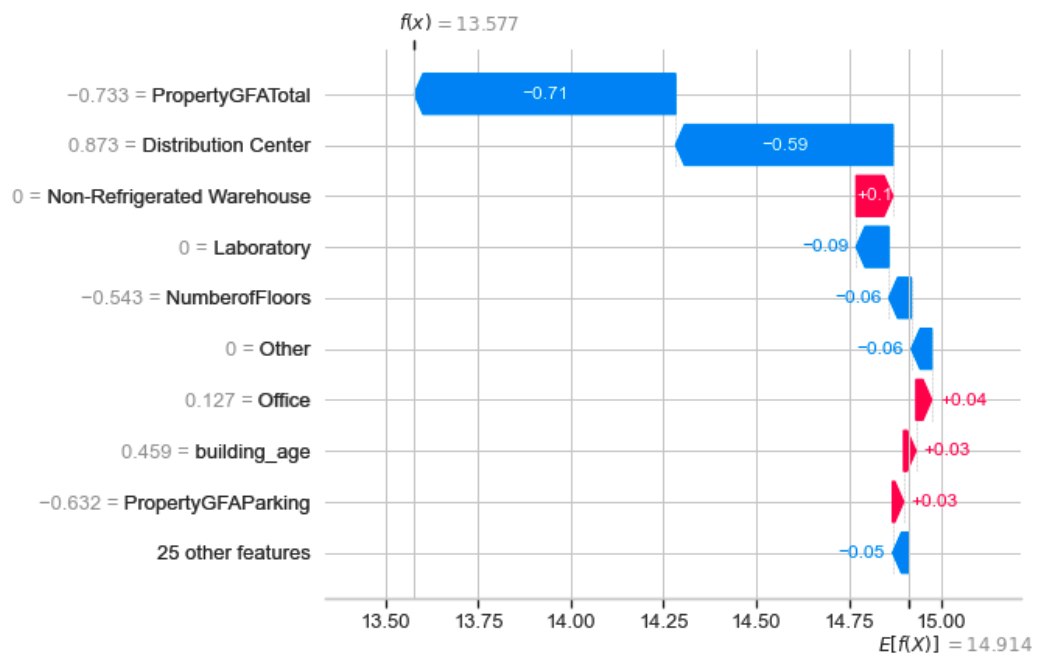 f(x) = 13.577
−0.733 = PropertyGFATotal −0.71
0.873 = Distribution Center −0.59
0 = Non-Refrigerated Warehouse +0.1
0 = Laboratory −0.09
−0.543 = NumberofFloors −0.06
0 = Other −0.06
0.127 = Office +0.04
0.459 = building_age +0.03
−0.632 = PropertyGFAParking +0.03
25 other features −0.05
13.50 13.75 14.00 14.25 14.50 14.75 15.00
E[f(X)] = 14.914